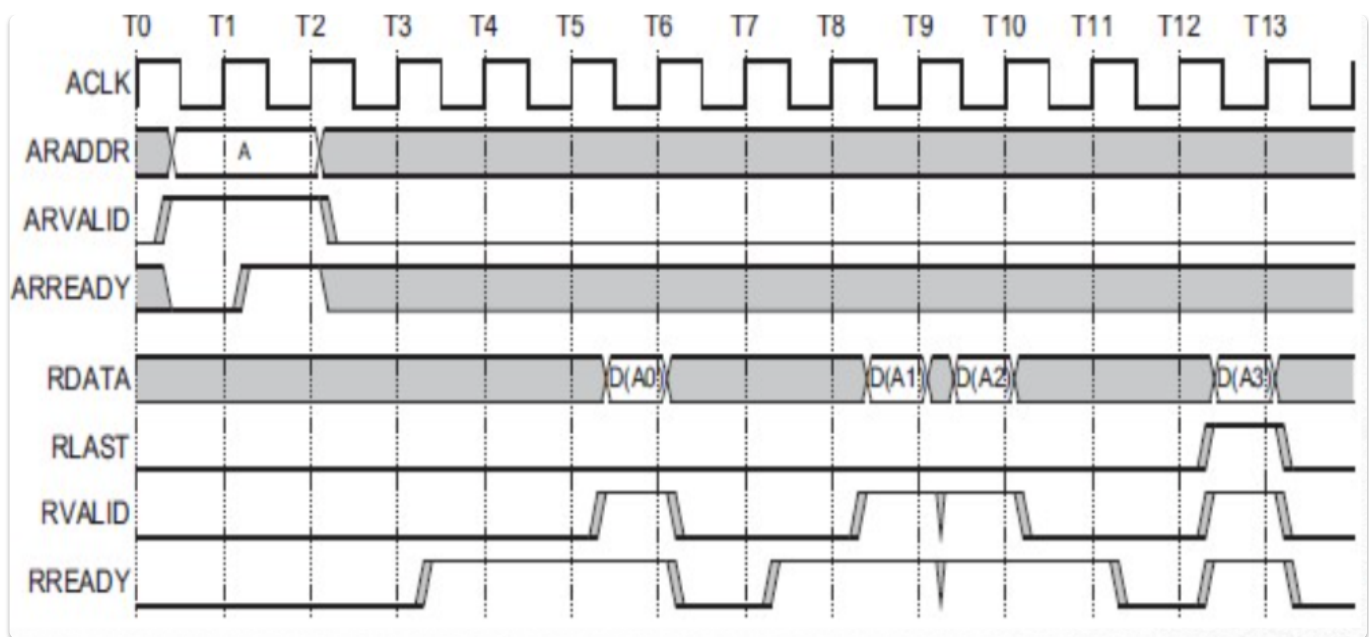 T0 T1 T2 T3 T4 T5 T6 T7 T8 T9 T10 T11 T12 T13
ACLK
ARADDR A
ARVALID
ARREADY
RDATA D(A0) D(A1) D(A2) D(A3)
RLAST
RVALID
RREADY